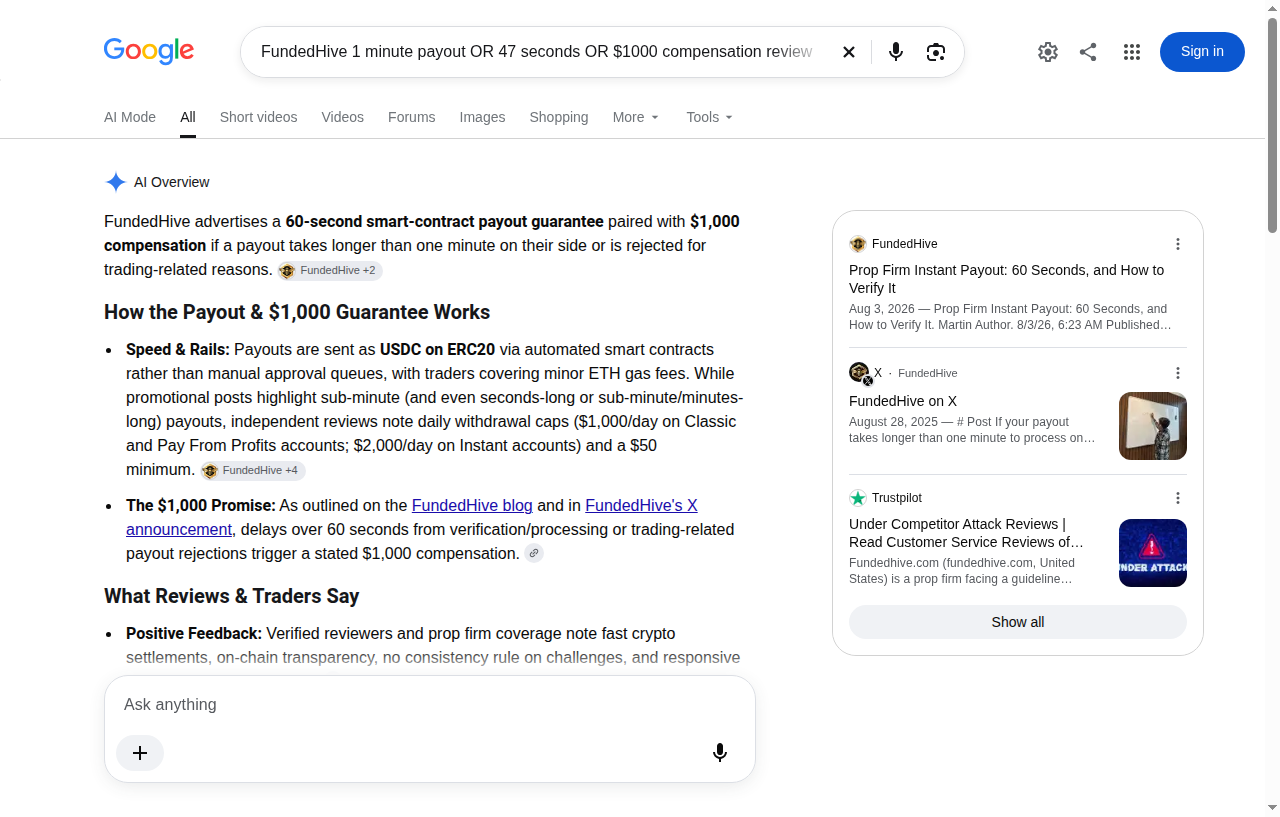 Google
FundedHive 1 minute payout OR 47 seconds OR $1000 compensation review
Sign in
AI Mode
All
Short videos
Videos
Forums
Images
Shopping
More
Tools
AI Overview
FundedHive advertises a 60-second smart-contract payout guarantee paired with $1,000
compensation if a payout takes longer than one minute on their side or is rejected for
trading-related reasons. FundedHive +2
How the Payout & $1,000 Guarantee Works
• Speed & Rails: Payouts are sent as USDC on ERC20 via automated smart contracts
rather than manual approval queues, with traders covering minor ETH gas fees. While
promotional posts highlight sub-minute (and even seconds-long or sub-minute/minutes-
long) payouts, independent reviews note daily withdrawal caps ($1,000/day on Classic
and Pay From Profits accounts; $2,000/day on Instant accounts) and a $50
minimum. FundedHive +4
• The $1,000 Promise: As outlined on the FundedHive blog and in FundedHive's X
announcement, delays over 60 seconds from verification/processing or trading-related
payout rejections trigger a stated $1,000 compensation.
What Reviews & Traders Say
• Positive Feedback: Verified reviewers and prop firm coverage note fast crypto
settlements, on-chain transparency, no consistency rule on challenges, and responsive
Ask anything
FundedHive
Prop Firm Instant Payout: 60 Seconds, and How to
Verify It
Aug 3, 2026 — Prop Firm Instant Payout: 60 Seconds, and
How to Verify It. Martin Author. 8/3/26, 6:23 AM Published…
X · FundedHive
FundedHive on X
August 28, 2025 — # Post If your payout
takes longer than one minute to process on…
Trustpilot
Under Competitor Attack Reviews |
Read Customer Service Reviews of…
Fundedhive.com (fundedhive.com, United
States) is a prop firm facing a guideline…
UNDER ATTACK
Show all